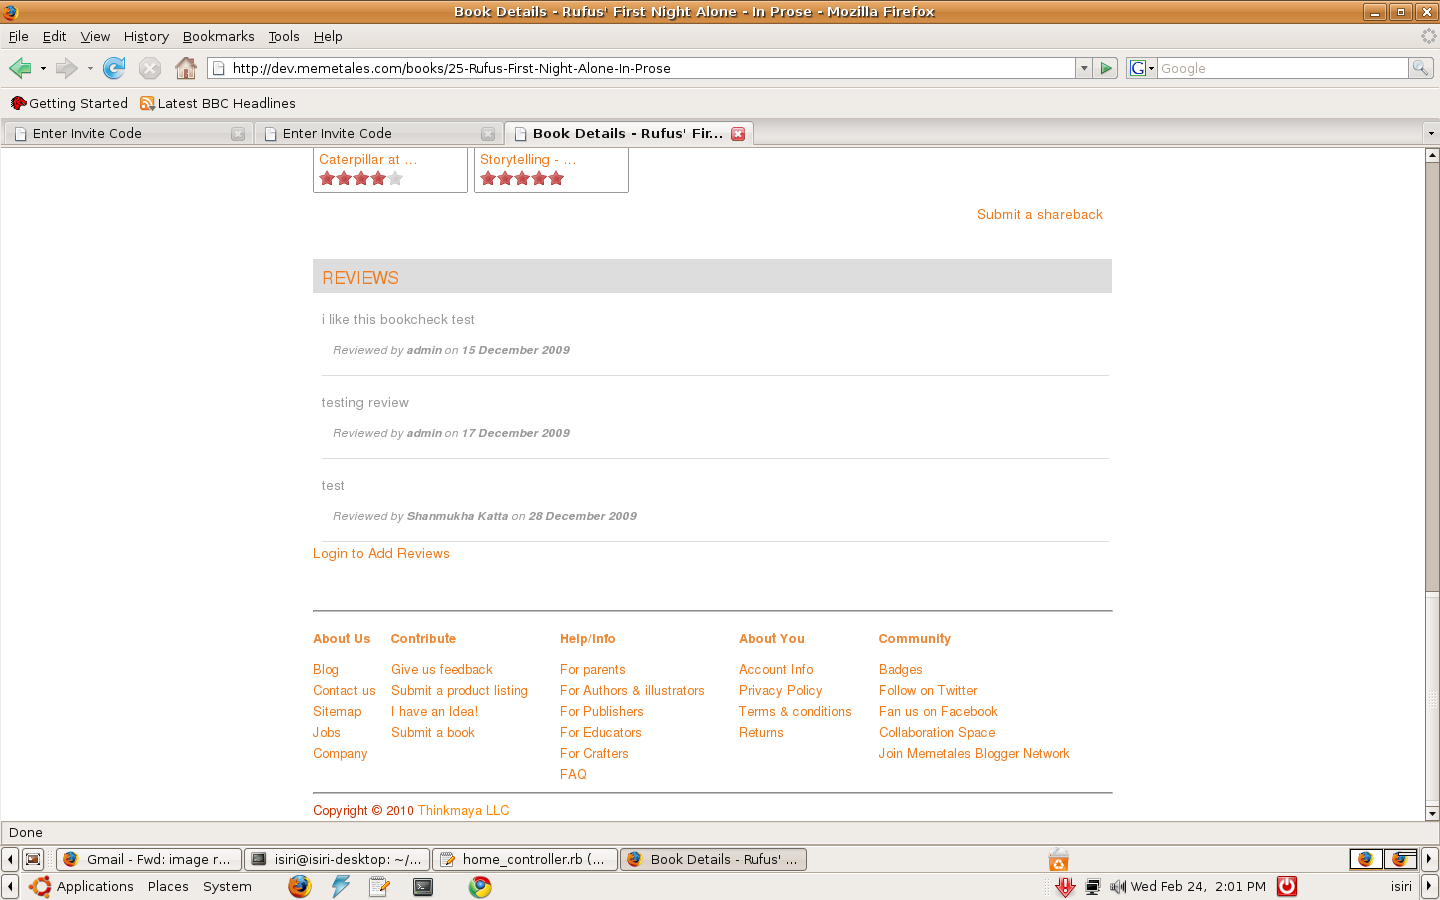 Book Details - Rufus' First Night Alone - In Prose - Mozilla Firefox
File Edit View History Bookmarks Tools Help
http://dev.memetales.com/books/25-Rufus-First-Night-Alone-In-Prose
G Google
Getting Started Latest BBC Headlines
Enter Invite Code Enter Invite Code Book Details - Rufus' Fir...
Caterpillar at ... Storytelling - ...
Submit a shareback
REVIEWS
i like this bookcheck test
Reviewed by admin on 15 December 2009
testing review
Reviewed by admin on 17 December 2009
test
Reviewed by Shanmukha Katta on 28 December 2009
Login to Add Reviews
About Us Contribute Help/Info About You Community
Blog Give us feedback For parents Account Info Badges
Contact us Submit a product listing For Authors & illustrators Privacy Policy Follow on Twitter
Sitemap I have an Idea! For Publishers Terms & conditions Fan us on Facebook
Jobs Submit a book For Educators Returns Collaboration Space
Company For Crafters Join Memetales Blogger Network
FAQ
Copyright © 2010 Thinkmaya LLC
Done
Gmail - Fwd: image r... isiri@isiri-desktop: ~/... home_controller.rb (... Book Details - Rufus' ...
Applications Places System Wed Feb 24, 2:01 PM isiri